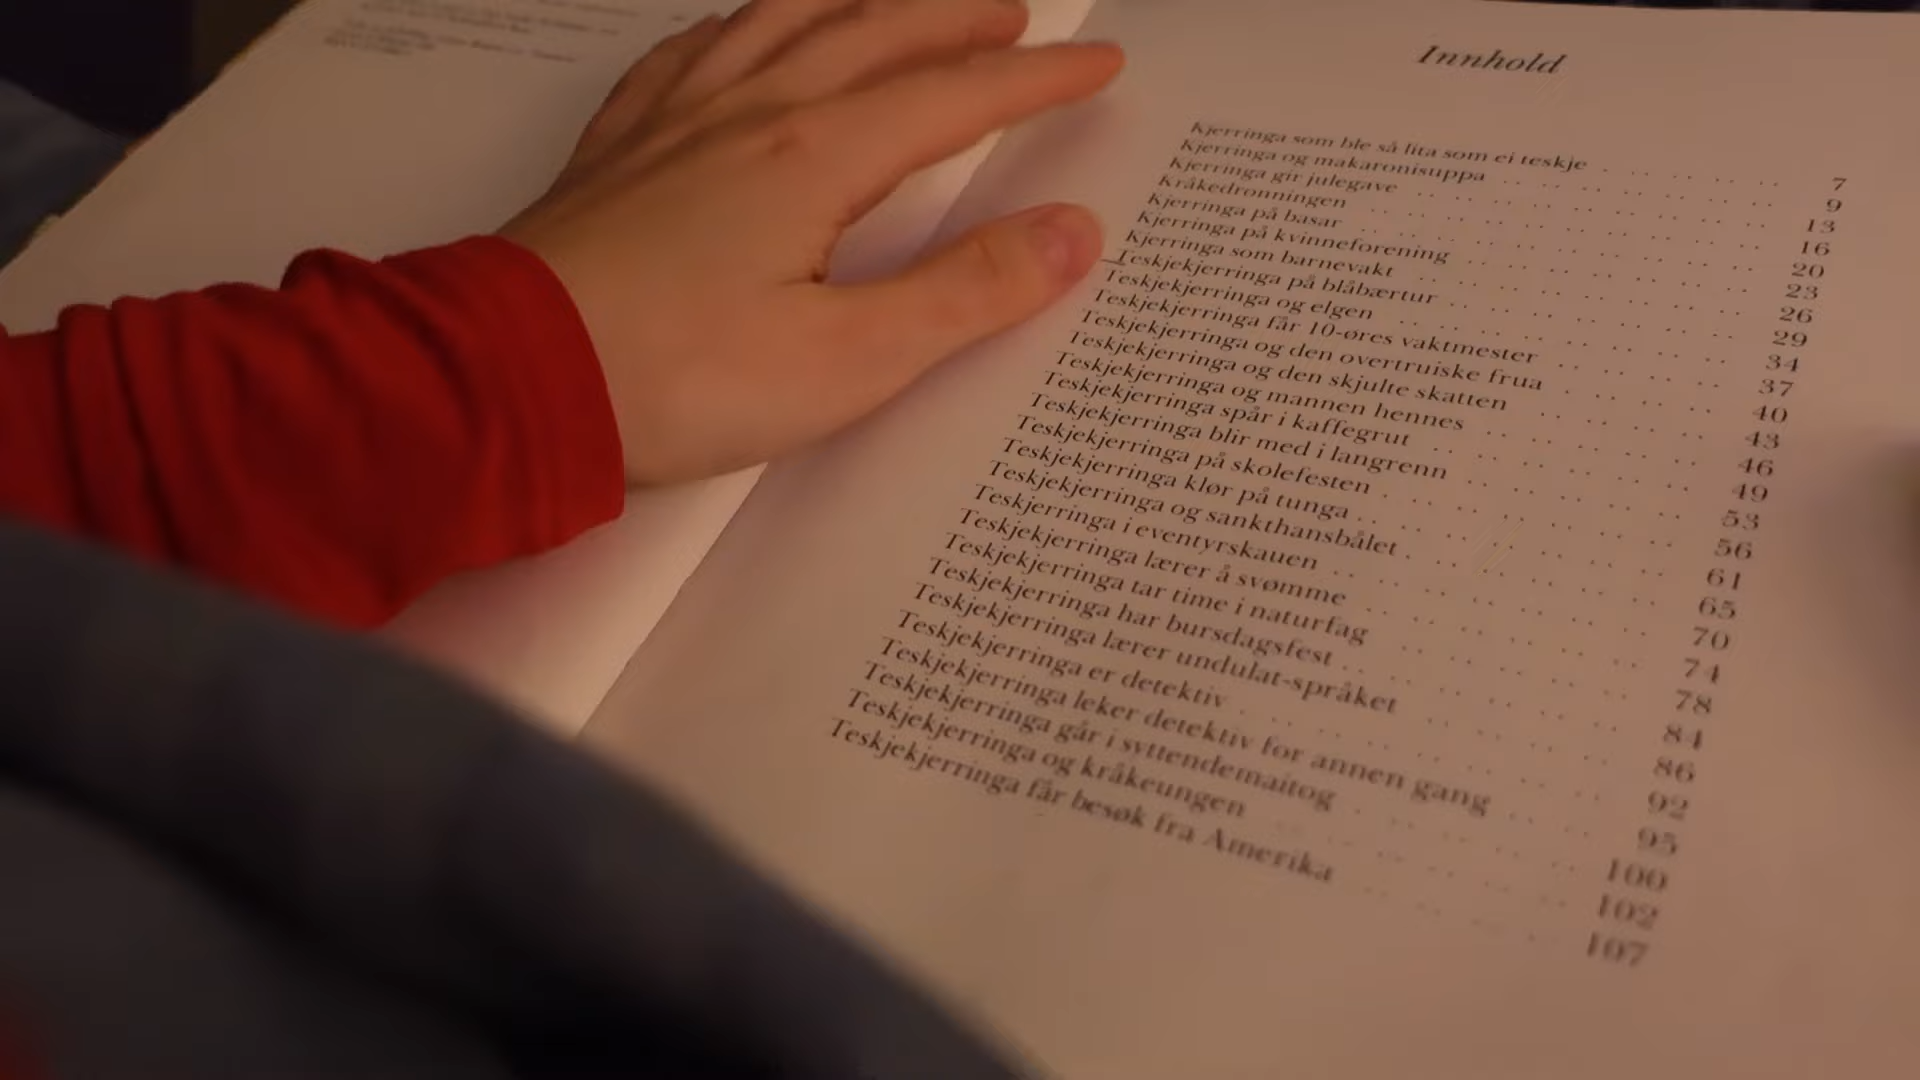 Innhold
Kjerringa som ble så lita som ei teskje . . . . . . . 7
Kjerringa og makaronisuppa . . . . . . . . . . 9
Kjerringa gir julegave . . . . . . . . . . . . 13
Kråkedronningen . . . . . . . . . . . . . 16
Kjerringa på basar . . . . . . . . . . . . . 20
Kjerringa på kvinneforening . . . . . . . . . . 23
Kjerringa som barnevakt . . . . . . . . . . . 26
Teskjekjerringa på blåbærtur . . . . . . . . . . 29
Teskjekjerringa og elgen . . . . . . . . . . . 34
Teskjekjerringa får 10-øres vaktmester . . . . . . . 37
Teskjekjerringa og den overtruiske frua . . . . . . . 40
Teskjekjerringa og den skjulte skatten . . . . . . . 43
Teskjekjerringa og mannen hennes . . . . . . . . 46
Teskjekjerringa spår i kaffegrut . . . . . . . . . 49
Teskjekjerringa blir med i langrenn . . . . . . . . 53
Teskjekjerringa på skolefesten . . . . . . . . . . 56
Teskjekjerringa klør på tunga . . . . . . . . . . 61
Teskjekjerringa og sankthansbålet . . . . . . . . . 65
Teskjerringa i eventyrskauen . . . . . . . . . . 70
Teskjekjerringa lærer å svømme . . . . . . . . . 74
Teskjekjerringa tar time i naturfag . . . . . . . . 78
Teskjekjerringa har bursdagsfest . . . . . . . . . 84
Teskjekjerringa lærer undulat-språket . . . . . . . 86
Teskjekjerringa er detektiv . . . . . . . . . . . 92
Teskjekjerringa leker detektiv for annen gang . . . . . 95
Teskjekjerringa går i syttendemaitog . . . . . . . . 100
Teskjekjerringa og kråkeungen . . . . . . . . . 102
Teskjekjerringa får besøk fra Amerika . . . . . . . 107